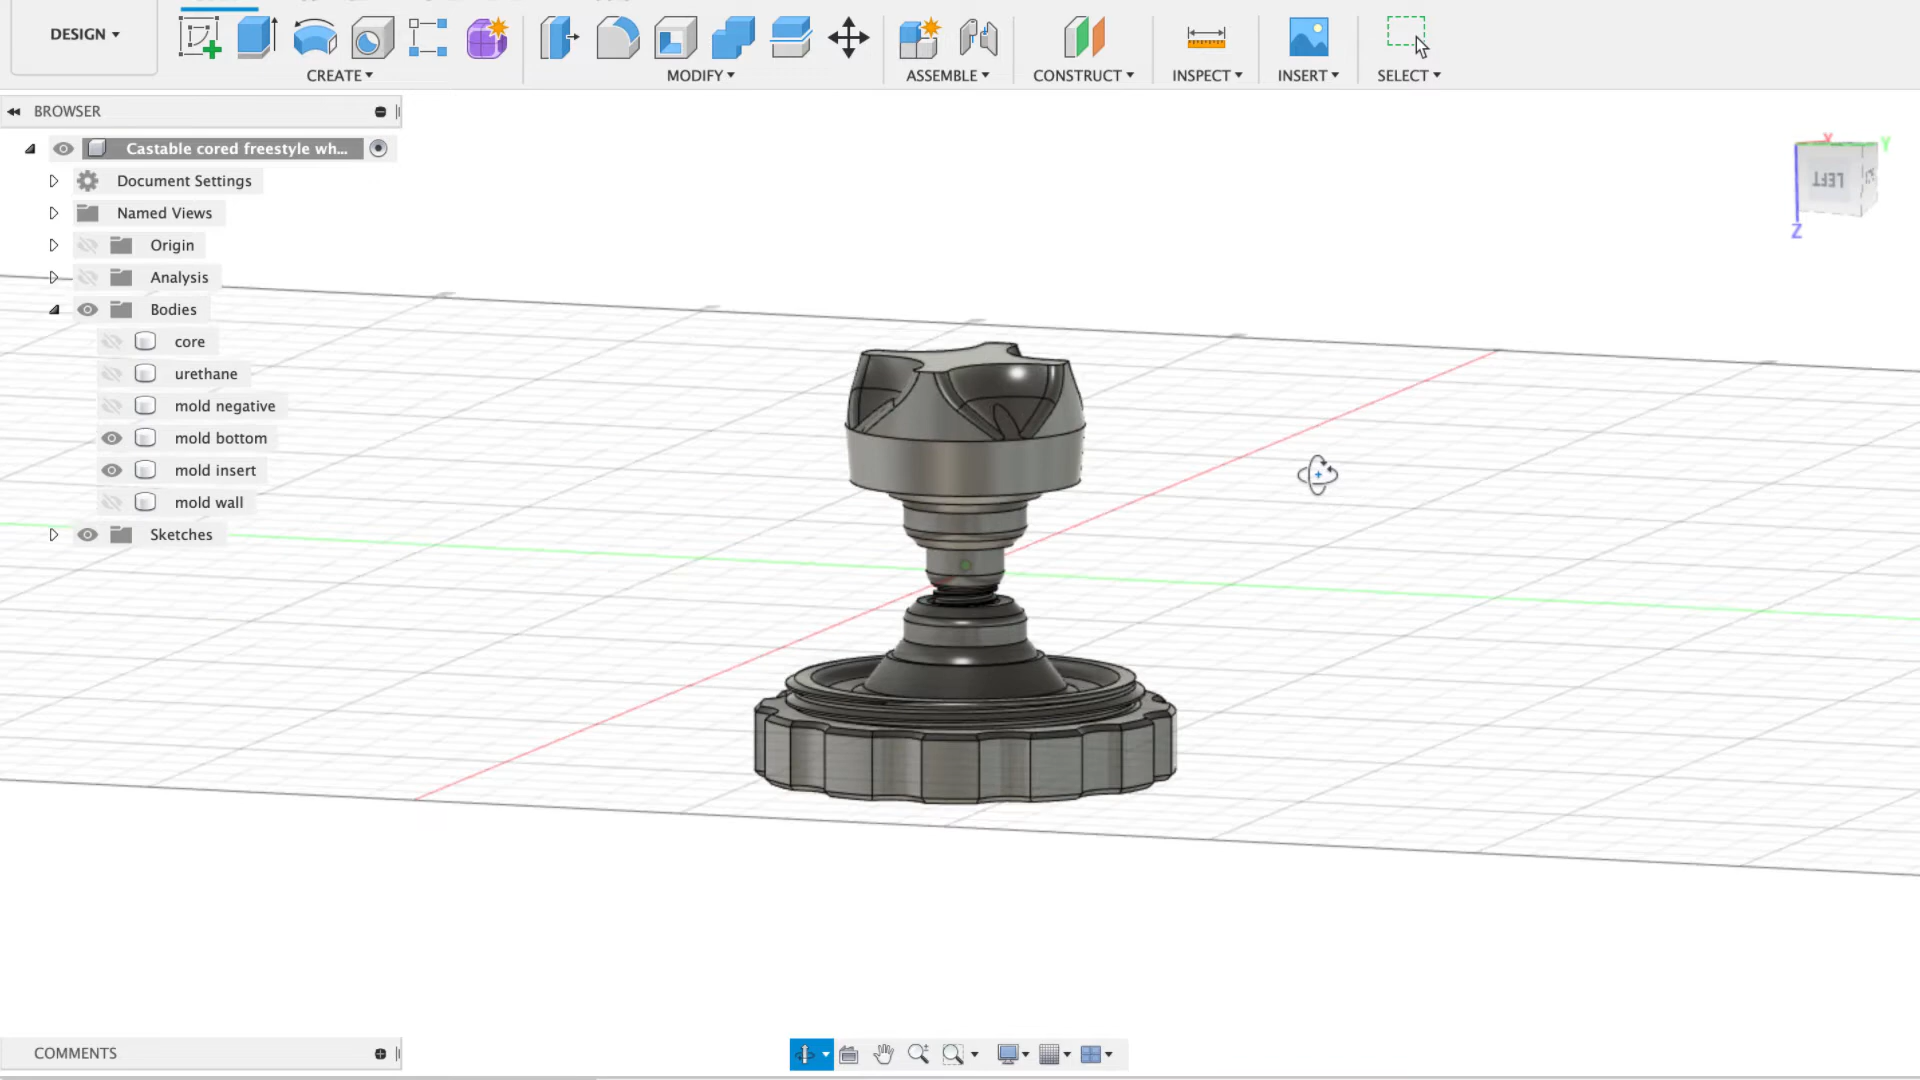 DESIGN
CREATE
MODIFY
ASSEMBLE
CONSTRUCT
INSPECT
INSERT
SELECT
BROWSER
Castable cored freestyle wh...
Document Settings
Named Views
Origin
Analysis
Bodies
core
urethane
mold negative
mold bottom
mold insert
mold wall
Sketches
X
Y
LEFT
Z
COMMENTS